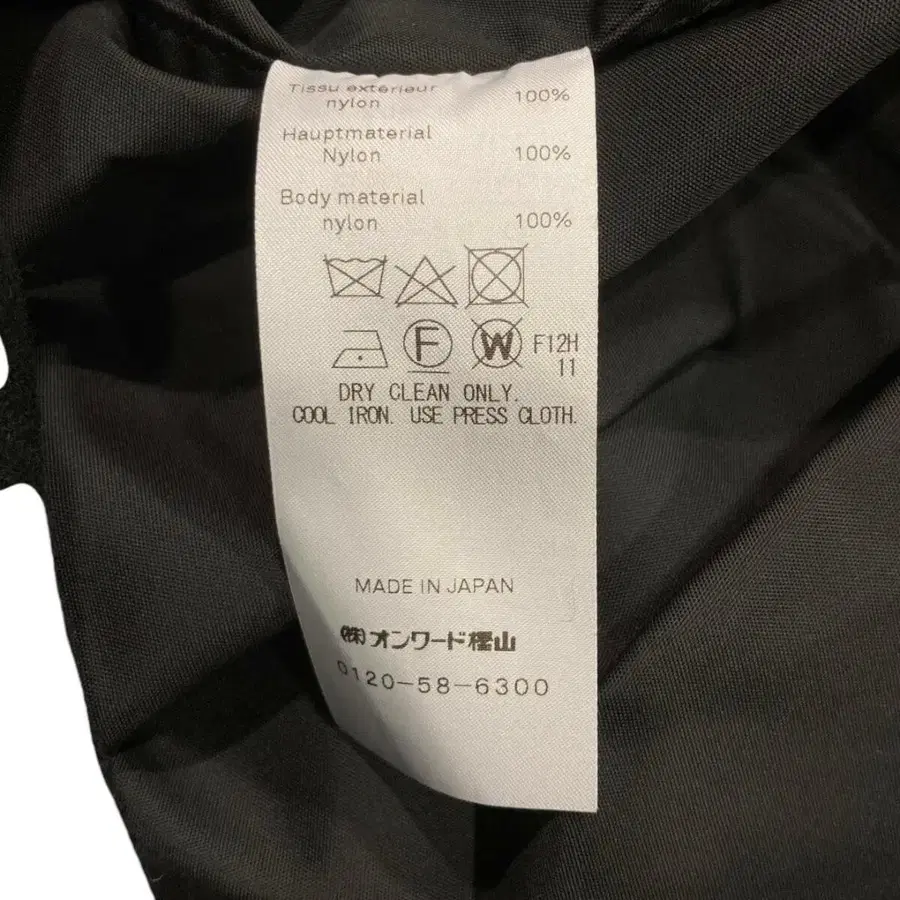 Tissu extérieur
nylon 100%
Hauptmaterial
Nylon 100%
Body material
nylon 100%
F W F12H
11
DRY CLEAN ONLY.
COOL IRON. USE PRESS CLOTH.
MADE IN JAPAN
(株)オンワード樫山
0120-58-6300